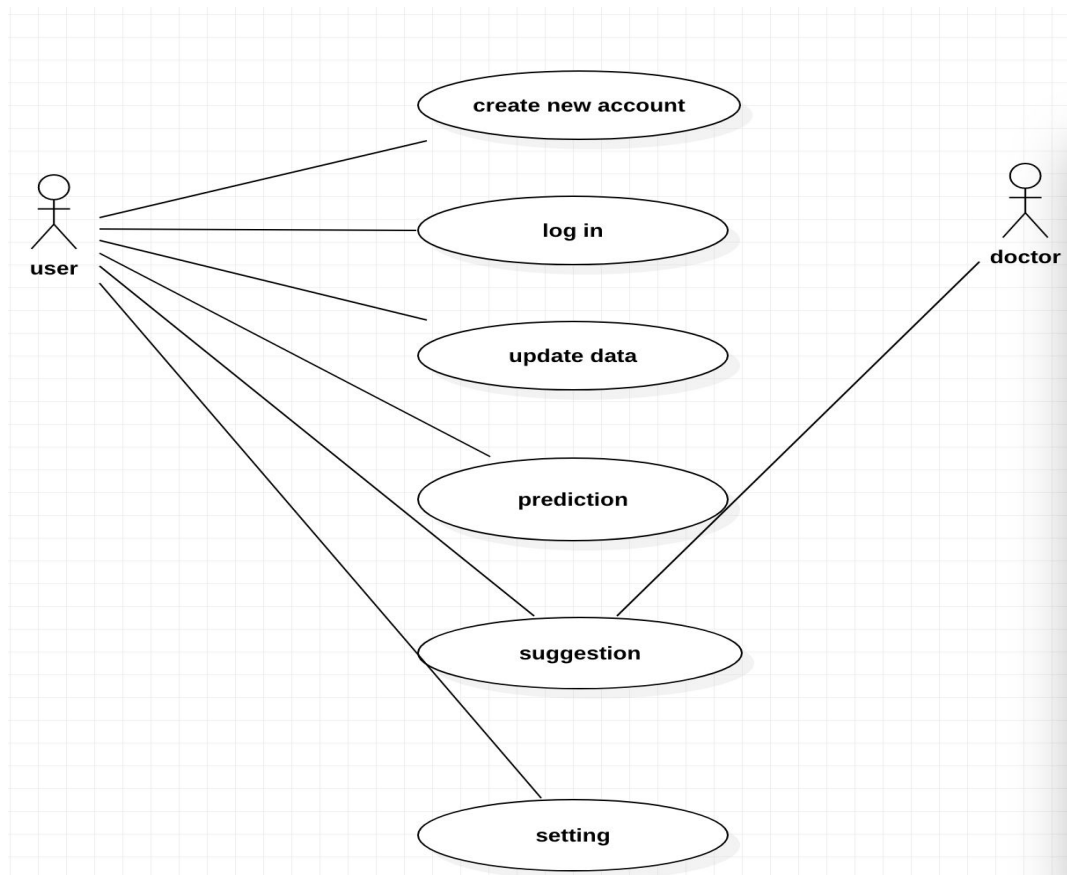 create new account
user
log in
doctor
update data
prediction
suggestion
setting